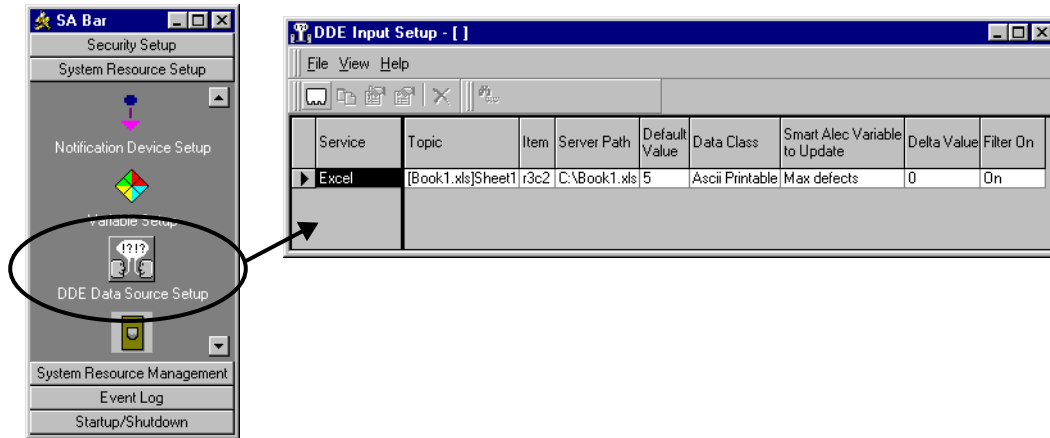 SA Bar
Security Setup
System Resource Setup
Notification Device Setup
Variable Setup
!?!?
DDE Data Source Setup
System Resource Management
Event Log
Startup/Shutdown
DDE Input Setup - [ ]
File View Help
Service Topic Item Server Path Default Value Data Class Smart Alec Variable to Update Delta Value Filter On
Excel [Book1.xls]Sheet1 r3c2 C:\Book1.xls 5 Ascii Printable Max defects 0 On